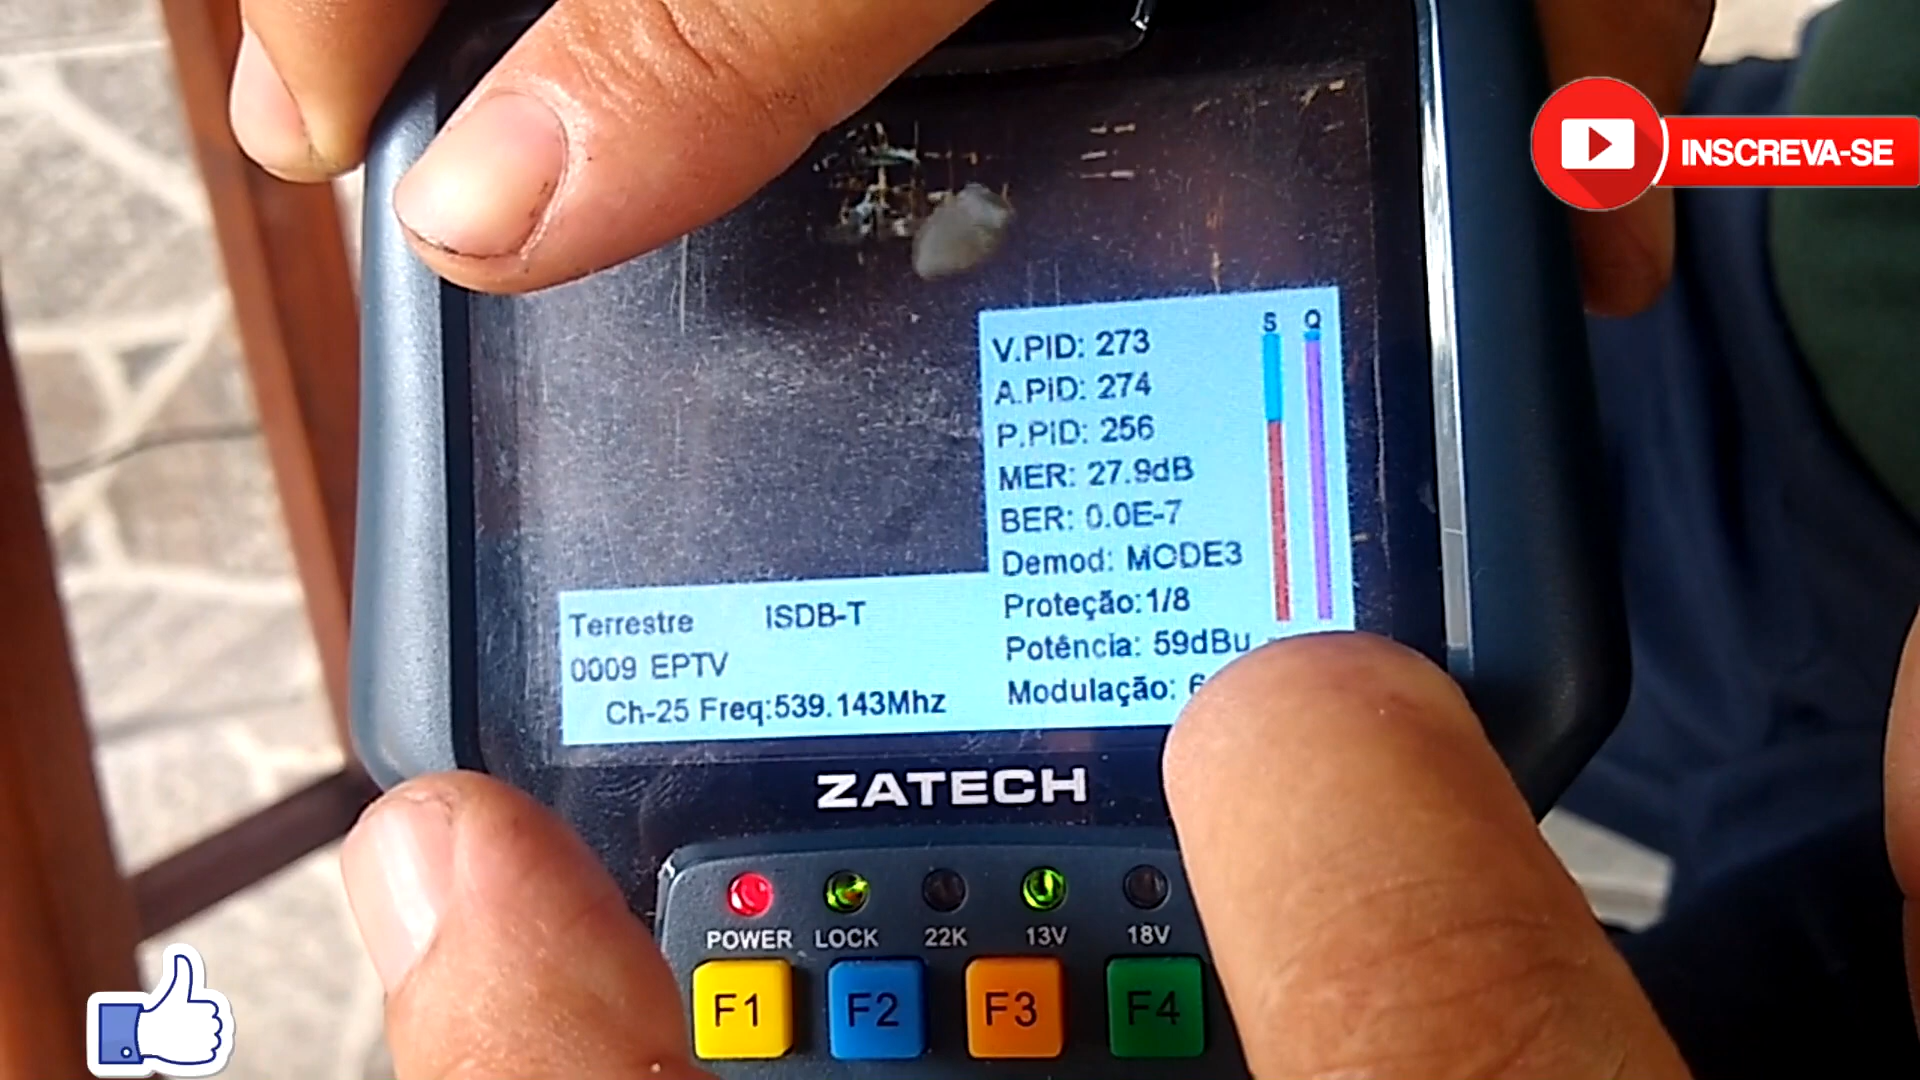 INSCREVA-SE
S Q
V.PID: 273
A.PID: 274
P.PID: 256
MER: 27.9dB
BER: 0.0E-7
Demod: MODE3
Proteção:1/8
Potência: 59dBu
Modulação:
Terrestre ISDB-T
0009 EPTV
Ch-25 Freq:539.143Mhz
ZATECH
POWER LOCK 22K 13V 18V
F1 F2 F3 F4